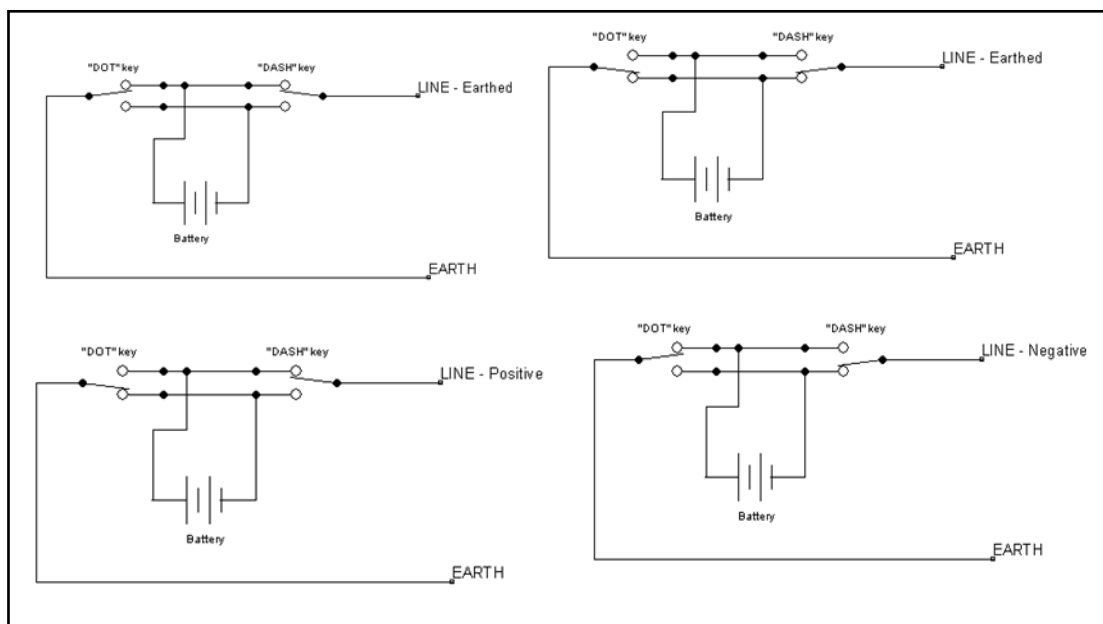 "DOT" key
"DASH" key
LINE - Earthed
Battery
EARTH
"DOT" key
"DASH" key
LINE - Earthed
Battery
EARTH
"DOT" key
"DASH" key
LINE - Positive
Battery
EARTH
"DOT" key
"DASH" key
LINE - Negative
Battery
EARTH